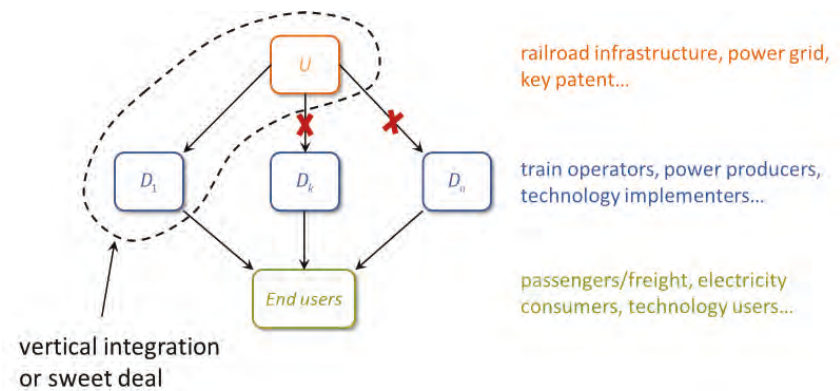 U
railroad infrastructure, power grid,
key patent...
D1
Dk
Dn
train operators, power producers,
technology implementers...
End users
passengers/freight, electricity
consumers, technology users...
vertical integration
or sweet deal